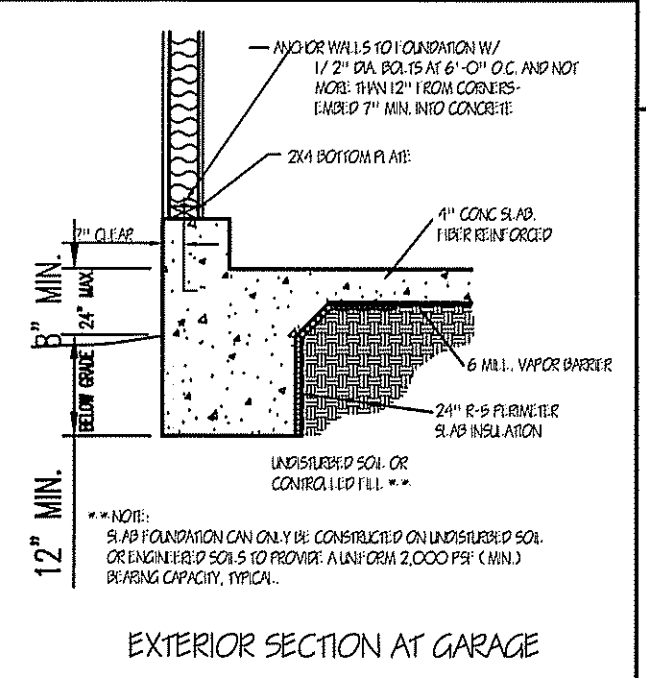 ANCHOR WALLS TO FOUNDATION W/
1/2" DIA. BOLTS AT 6'-0" O.C. AND NOT
MORE THAN 12" FROM CORNERS-
EMBED 7" MIN. INTO CONCRETE
2X4 BOTTOM PLATE
4" CONC SLAB.
FIBER REINFORCED
CLEAR
8" MIN.
24" MAX
BELOW GRADE
12" MIN.
6 MILL. VAPOR BARRIER
24" R-5 PERIMETER
SLAB INSULATION
UNDISTURBED SOIL OR
CONTROLLED FILL **
** NOTE:
SLAB FOUNDATION CAN ONLY BE CONSTRUCTED ON UNDISTURBED SOIL
OR ENGINEERED SOILS TO PROVIDE A UNIFORM 2,000 PSF (MIN.)
BEARING CAPACITY, TYPICAL.
EXTERIOR SECTION AT GARAGE